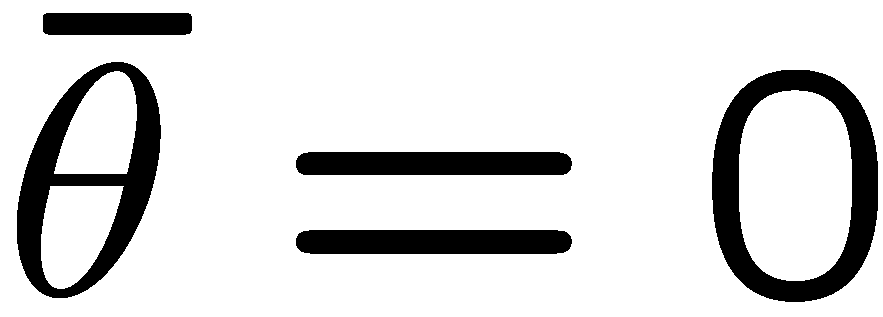 θ̅ = 0